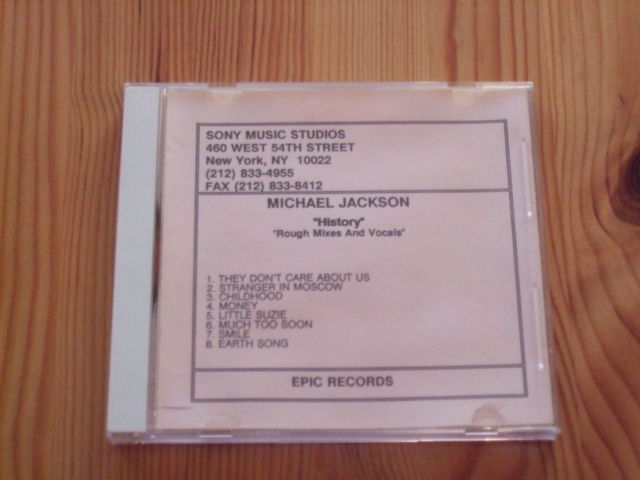 SONY MUSIC STUDIOS
460 WEST 54TH STREET
New York, NY 10022
(212) 833-4955
FAX (212) 833-8412
MICHAEL JACKSON
"History"
"Rough Mixes And Vocals"
1. THEY DON'T CARE ABOUT US
2. STRANGER IN MOSCOW
3. CHILDHOOD
4. MONEY
5. LITTLE SUZIE
6. MUCH TOO SOON
7. SMILE
8. EARTH SONG
EPIC RECORDS